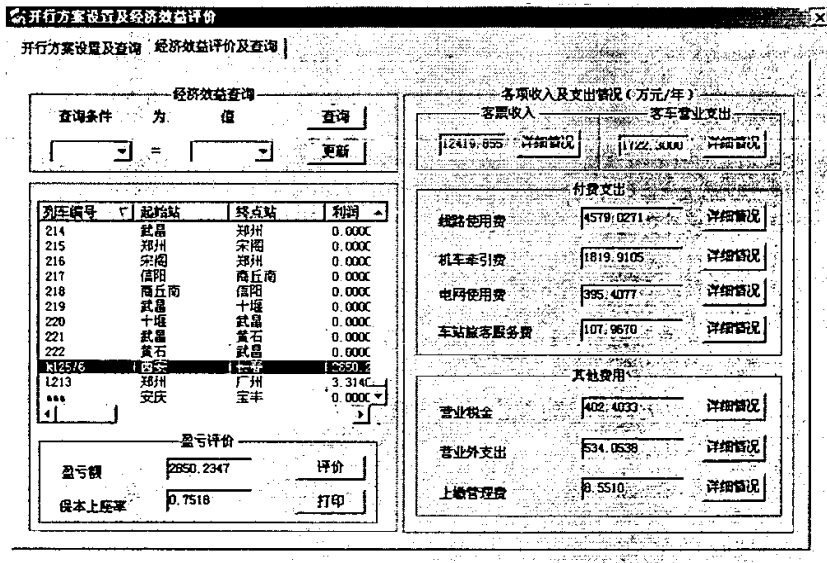 开行方案设置及经济效益评价
开行方案设置及查询 经济效益评价及查询
经济效益查询
查询条件 为 值 查询
= 更新
列车编号 起始站 终点站 利润
214 武昌 郑州 0.000
215 郑州 宋阁 0.000
216 宋阁 郑州 0.000
217 信阳 商丘南 0.000
218 商丘南 信阳 0.000
219 武昌 十堰 0.000
220 十堰 武昌 0.000
221 武昌 黄石 0.000
222 黄石 武昌 0.000
k125/6 西安 2850.2
L213 郑州 广州 3.314
安庆 宝丰 0.000
盈亏评价
盈亏额 2850.2347 评价
保本上座率 0.7518 打印
各项收入及支出情况(万元/年)
客票收入 客车营业支出
12419.855 详细情况 1722.3000 详细情况
付费支出
线路使用费 4579.0271 详细情况
机车牵引费 1819.9105 详细情况
电网使用费 395.4077 详细情况
车站旅客服务费 107.9670 详细情况
其他费用
营业税金 402.4033 详细情况
营业外支出 534.0538 详细情况
上缴管理费 8.5510 详细情况